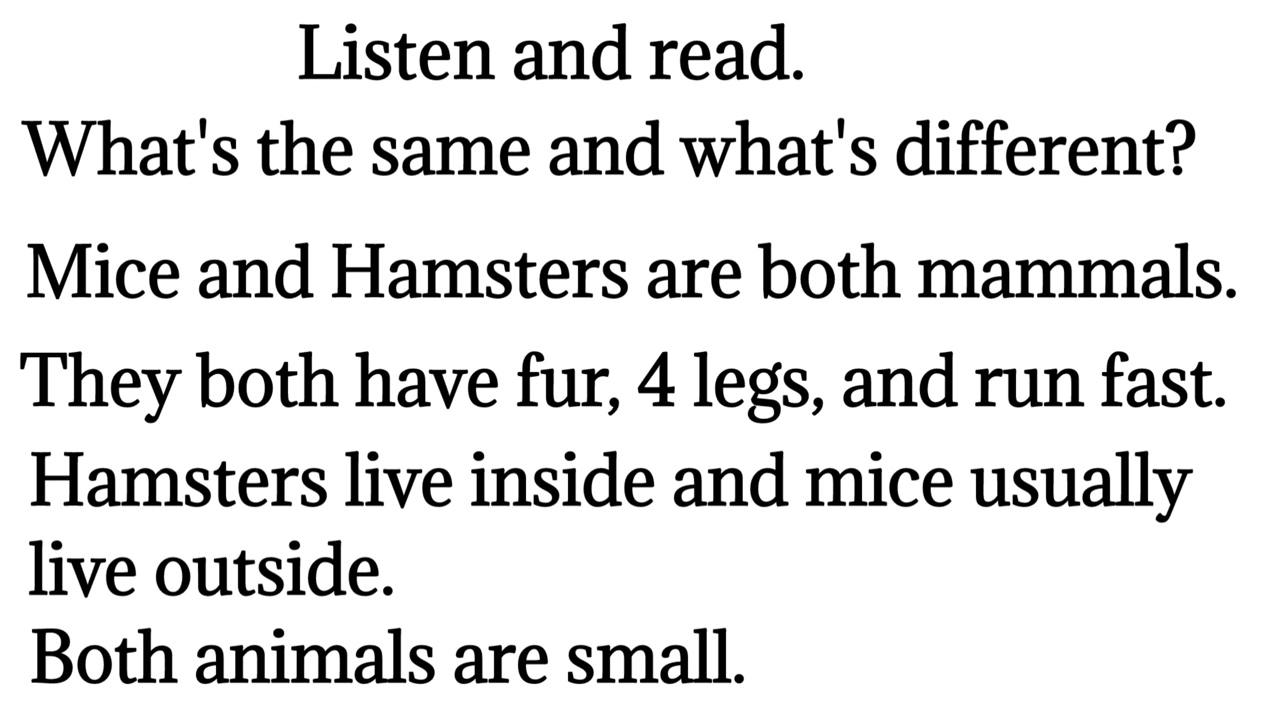 Listen and read.
What's the same and what's different?
Mice and Hamsters are both mammals.
They both have fur, 4 legs, and run fast.
Hamsters live inside and mice usually
live outside.
Both animals are small.